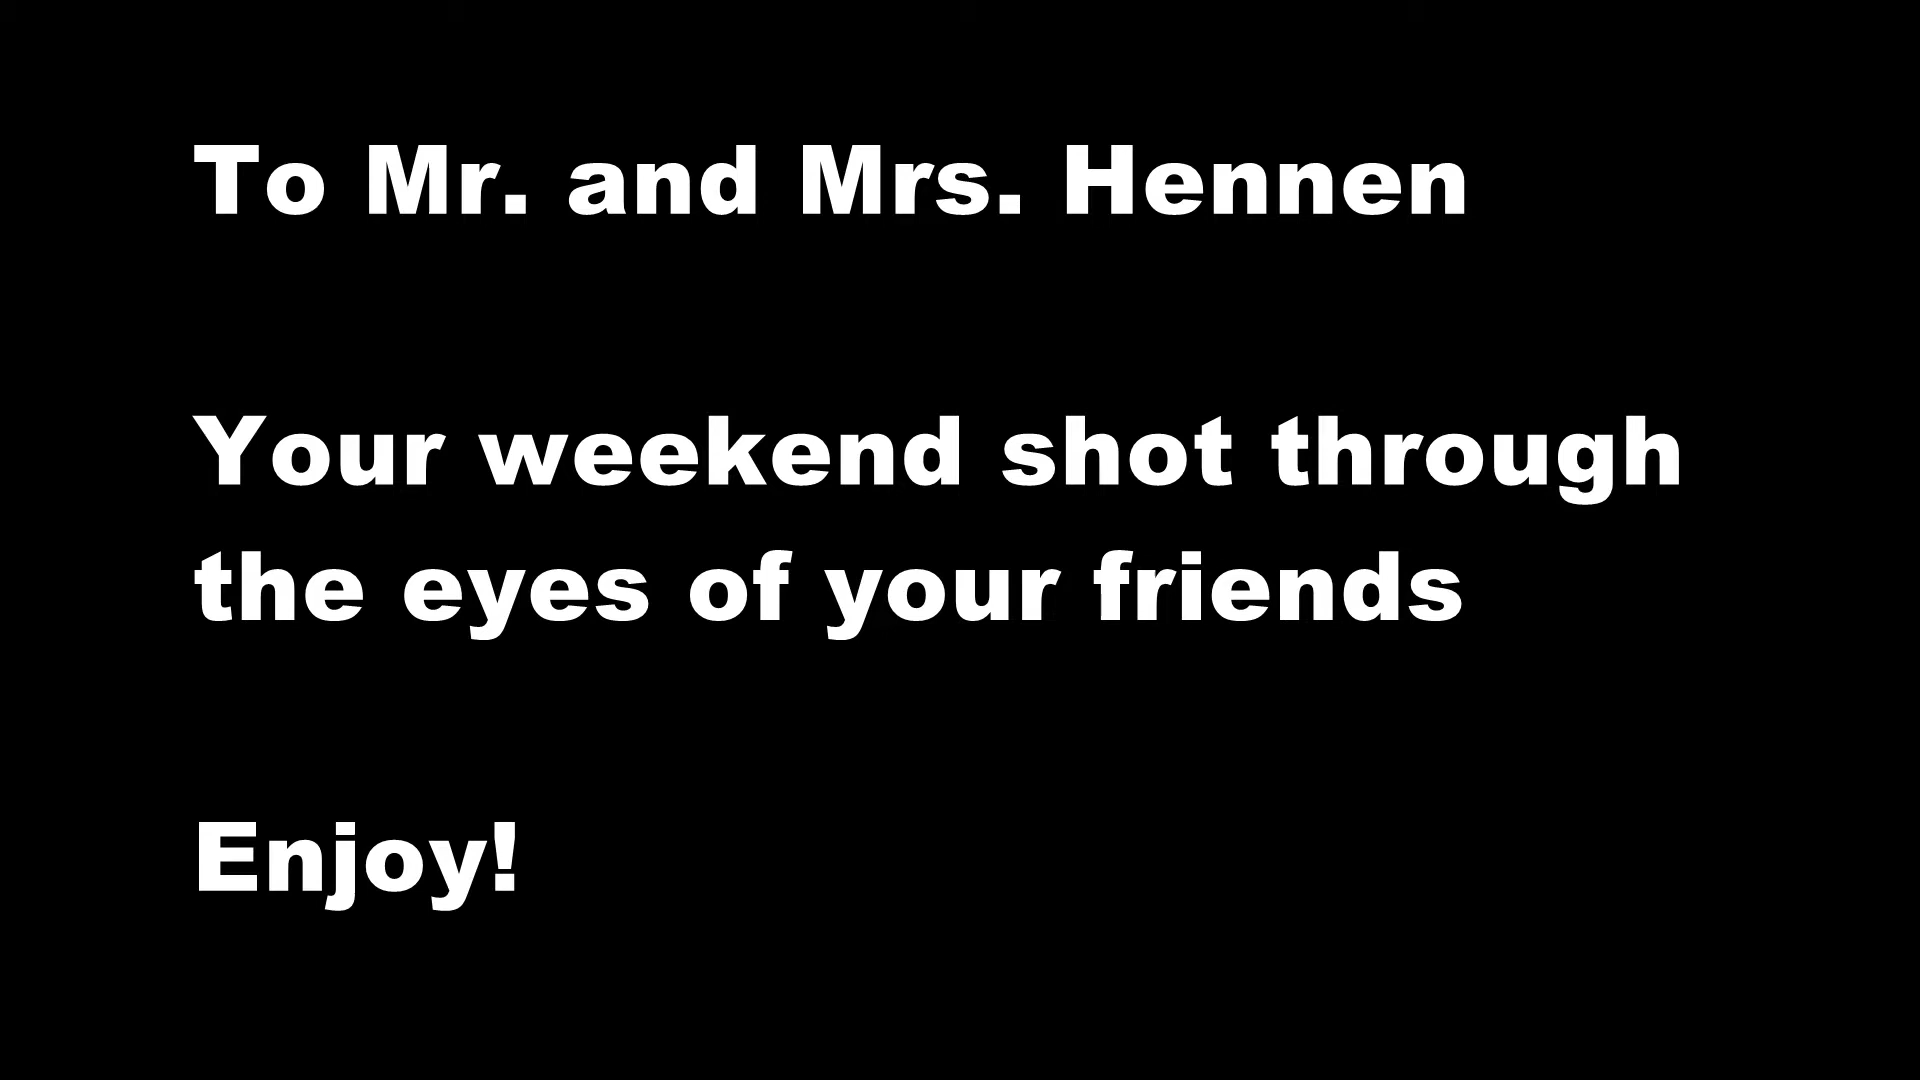 To Mr. and Mrs. Hennen
Your weekend shot through
the eyes of your friends
Enjoy!